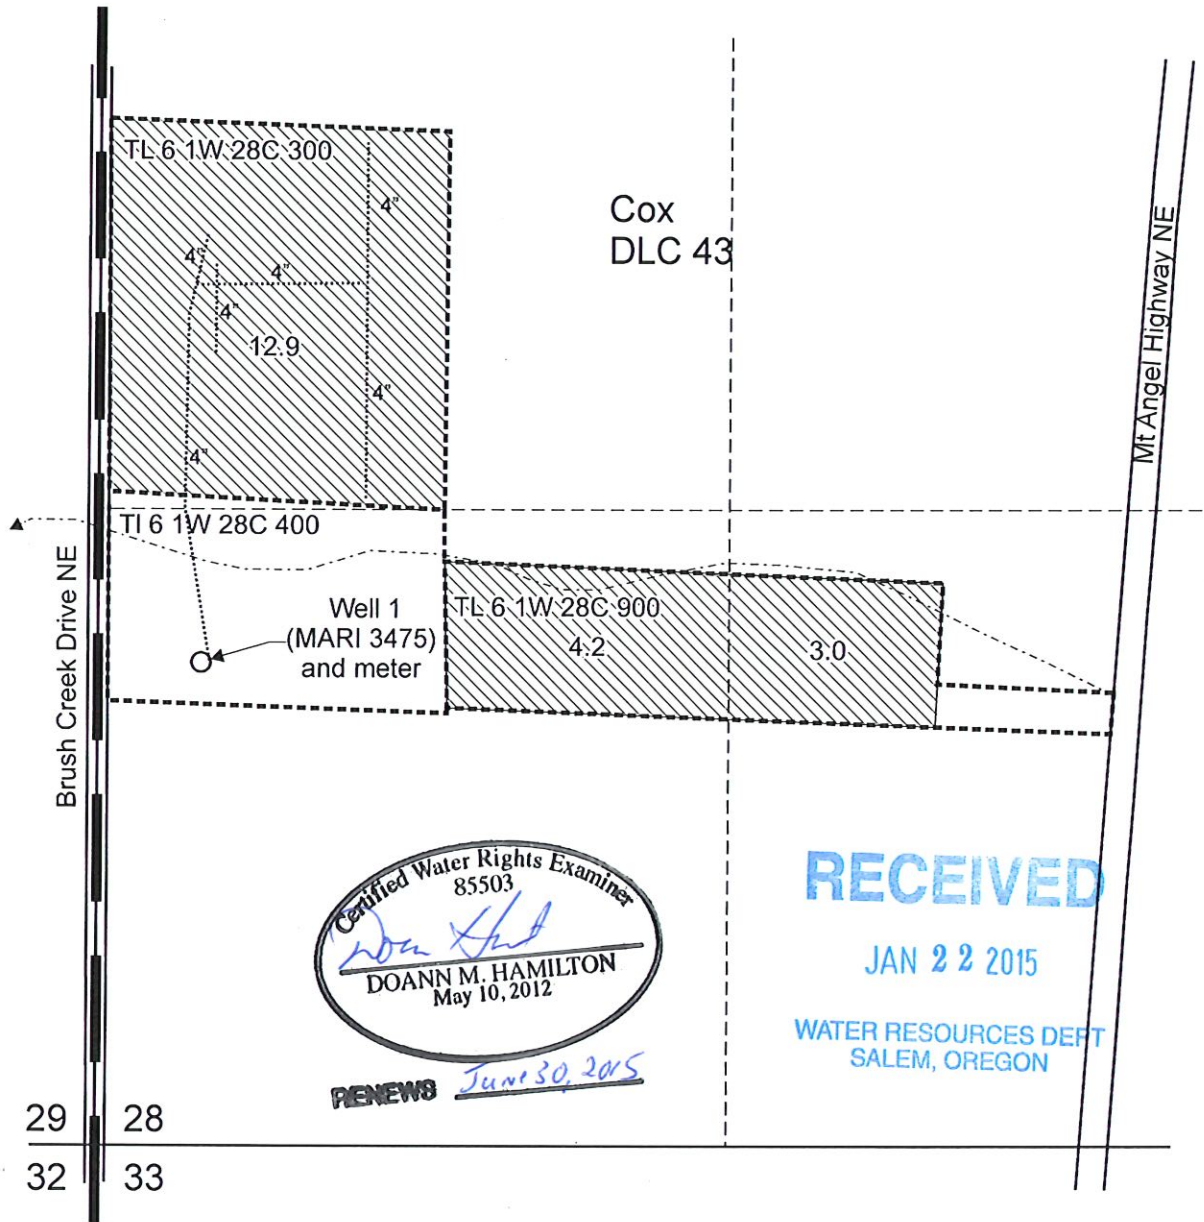 TL 6 1W 28C 300
4"
4"
4"
4"
12.9
4"
4"
Cox
DLC 43
Mt Angel Highway NE
Brush Creek Drive NE
Tl 6 1W 28C 400
Well 1
(MARI 3475)
and meter
TL 6 1W 28C 900
4.2
3.0
Certified Water Rights Examiner
85503
DOANN M. HAMILTON
May 10, 2012
RENEWS June 30, 2015
RECEIVED
JAN 22 2015
WATER RESOURCES DEPT
SALEM, OREGON
29 28
32 33